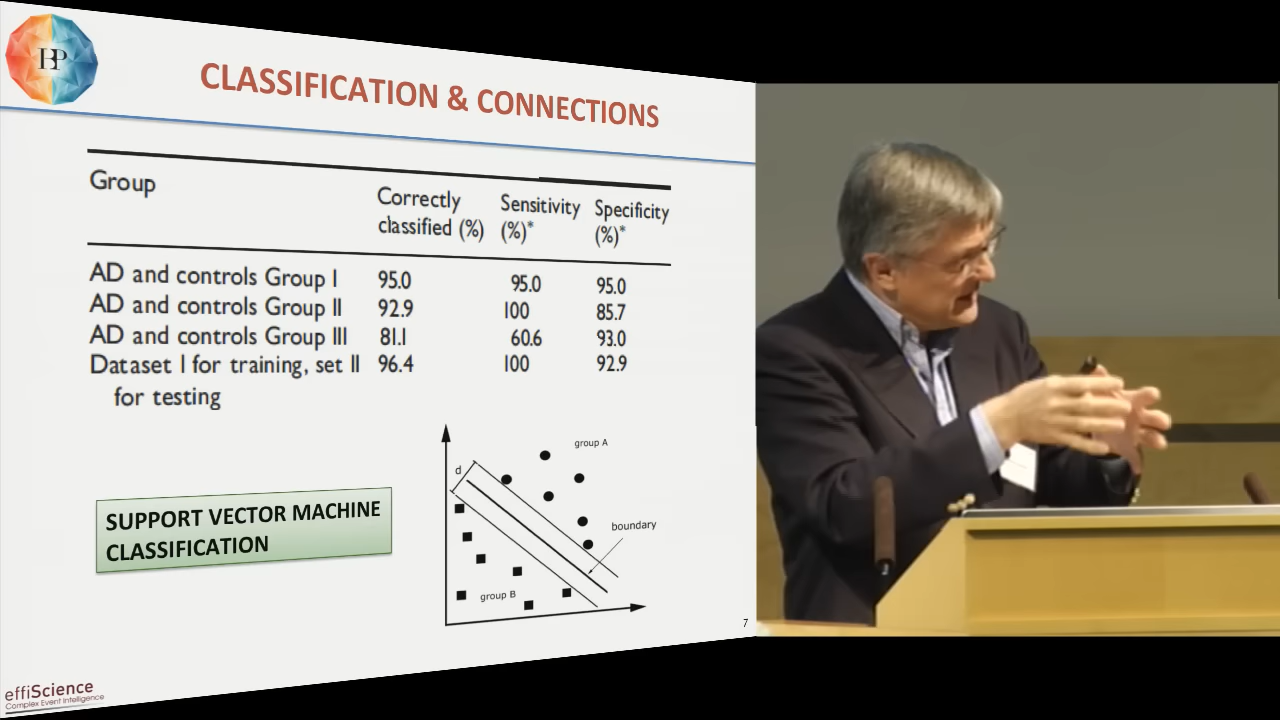 HP
CLASSIFICATION & CONNECTIONS
Group
Correctly classified (%)
Sensitivity (%)*
Specificity (%)*
AD and controls Group I 95.0 95.0 95.0
AD and controls Group II 92.9 100 85.7
AD and controls Group III 81.1 60.6 93.0
Dataset I for training, set II 96.4 100 92.9
for testing
group A
d
boundary
group B
SUPPORT VECTOR MACHINE
CLASSIFICATION
7
effiScience
Complex Event Intelligence